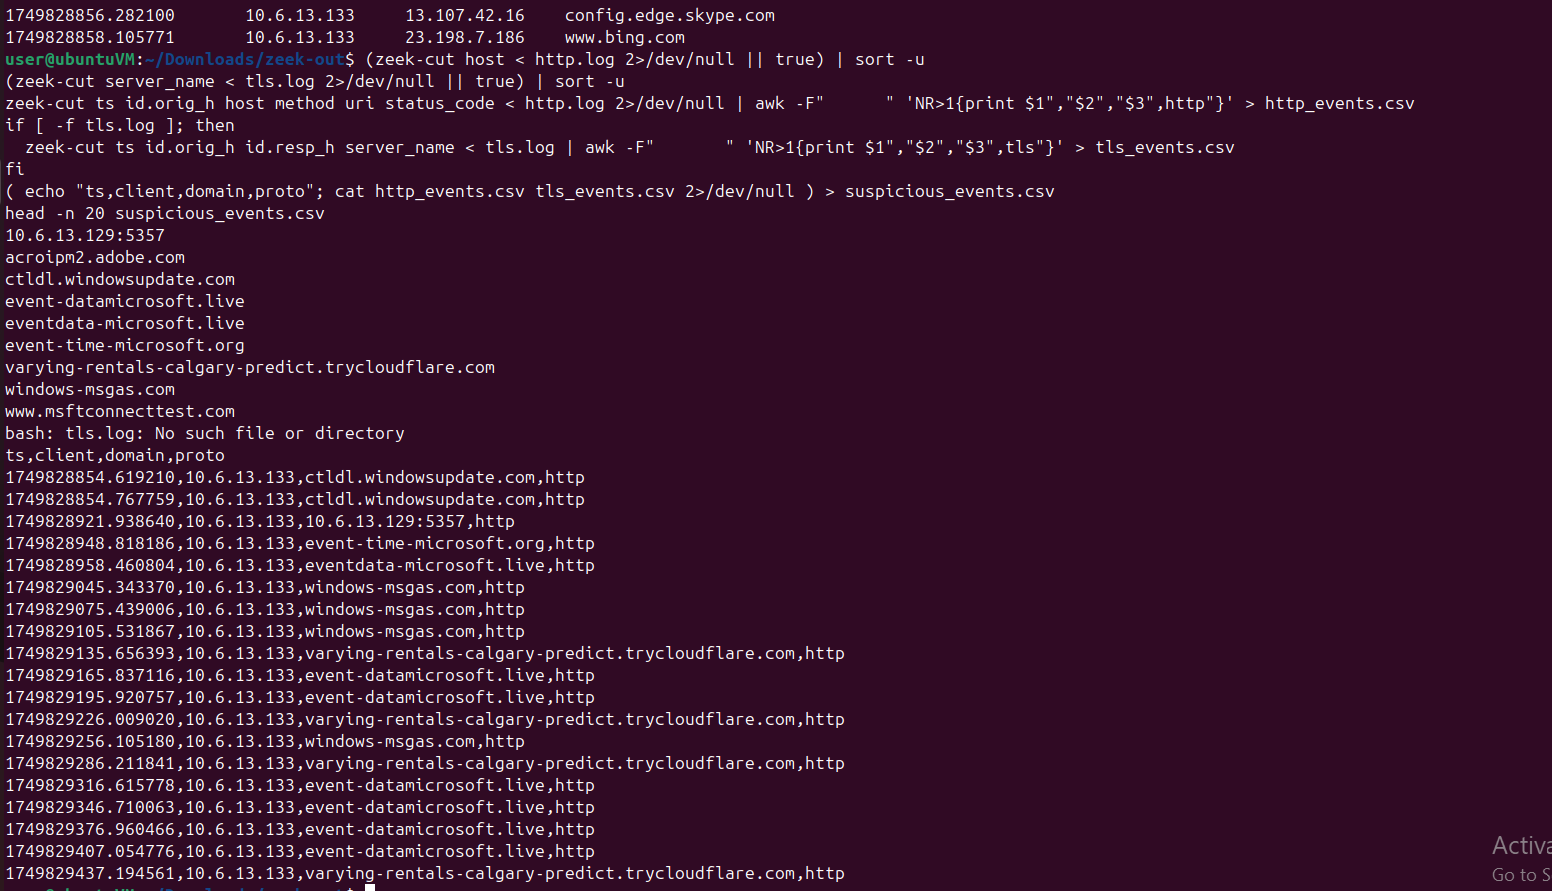 1749828856.282100       10.6.13.133     13.107.42.16    config.edge.skype.com
1749828858.105771       10.6.13.133     23.198.7.186    www.bing.com
user@ubuntuVM:~/Downloads/zeek-out$ (zeek-cut host < http.log 2>/dev/null || true) | sort -u
(zeek-cut server_name < tls.log 2>/dev/null || true) | sort -u
zeek-cut ts id.orig_h host method uri status_code < http.log 2>/dev/null | awk -F"      " 'NR>1{print $1","$2","$3",http"}' > http_events.csv
if [ -f tls.log ]; then
  zeek-cut ts id.orig_h id.resp_h server_name < tls.log | awk -F"       " 'NR>1{print $1","$2","$3",tls"}' > tls_events.csv
fi
( echo "ts,client,domain,proto"; cat http_events.csv tls_events.csv 2>/dev/null ) > suspicious_events.csv
head -n 20 suspicious_events.csv
10.6.13.129:5357
acroipm2.adobe.com
ctldl.windowsupdate.com
event-datamicrosoft.live
eventdata-microsoft.live
event-time-microsoft.org
varying-rentals-calgary-predict.trycloudflare.com
windows-msgas.com
www.msftconnecttest.com
bash: tls.log: No such file or directory
ts,client,domain,proto
1749828854.619210,10.6.13.133,ctldl.windowsupdate.com,http
1749828854.767759,10.6.13.133,ctldl.windowsupdate.com,http
1749828921.938640,10.6.13.133,10.6.13.129:5357,http
1749828948.818186,10.6.13.133,event-time-microsoft.org,http
1749828958.460804,10.6.13.133,eventdata-microsoft.live,http
1749829045.343370,10.6.13.133,windows-msgas.com,http
1749829075.439006,10.6.13.133,windows-msgas.com,http
1749829105.531867,10.6.13.133,windows-msgas.com,http
1749829135.656393,10.6.13.133,varying-rentals-calgary-predict.trycloudflare.com,http
1749829165.837116,10.6.13.133,event-datamicrosoft.live,http
1749829195.920757,10.6.13.133,event-datamicrosoft.live,http
1749829226.009020,10.6.13.133,varying-rentals-calgary-predict.trycloudflare.com,http
1749829256.105180,10.6.13.133,windows-msgas.com,http
1749829286.211841,10.6.13.133,varying-rentals-calgary-predict.trycloudflare.com,http
1749829316.615778,10.6.13.133,event-datamicrosoft.live,http
1749829346.710063,10.6.13.133,event-datamicrosoft.live,http
1749829376.960466,10.6.13.133,event-datamicrosoft.live,http
1749829407.054776,10.6.13.133,event-datamicrosoft.live,http
Activa
1749829437.194561,10.6.13.133,varying-rentals-calgary-predict.trycloudflare.com,http
Go to S